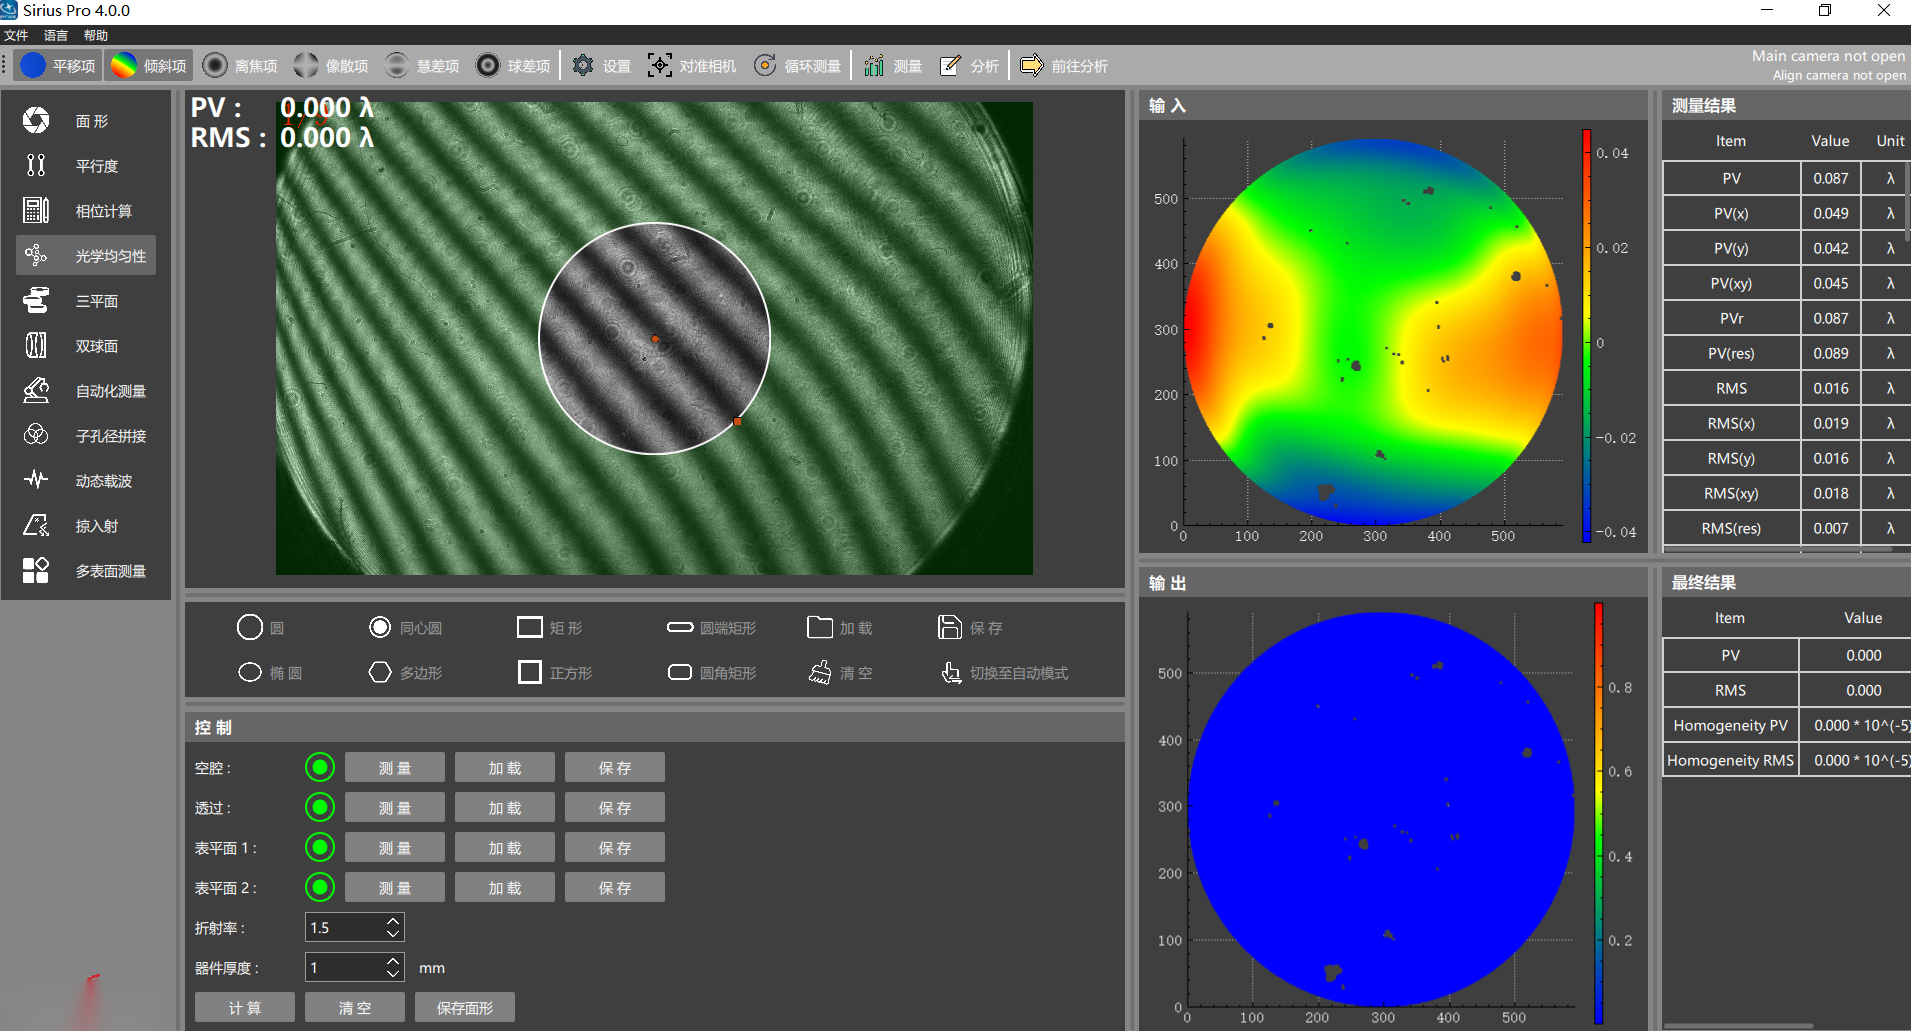 Sirius Pro 4.0.0
文件 语言 帮助
平移项 倾斜项 离焦项 像散项 慧差项 球差项 设置 对准相机 循环测量 测量 分析 前往分析
Main camera not open
Align camera not open
面 形
平行度
相位计算
光学均匀性
三平面
双球面
自动化测量
子孔径拼接
动态载波
掠入射
多表面测量
PV : 0.000 λ
RMS : 0.000 λ
圆 同心圆 矩 形 圆端矩形 加 载 保 存
椭 圆 多边形 正方形 圆角矩形 清 空 切换至自动模式
控 制
空腔 : 测 量 加 载 保 存
透过 : 测 量 加 载 保 存
表平面 1 : 测 量 加 载 保 存
表平面 2 : 测 量 加 载 保 存
折射率 : 1.5
器件厚度 : 1 mm
计 算 清 空 保存面形
输 入
500
400
300
200
100
0
0 100 200 300 400 500
0.04
0.02
0
-0.02
-0.04
输 出
500
400
300
200
100
0
0 100 200 300 400 500
0.8
0.6
0.4
0.2
测量结果
Item Value Unit
PV 0.087 λ
PV(x) 0.049 λ
PV(y) 0.042 λ
PV(xy) 0.045 λ
PVr 0.087 λ
PV(res) 0.089 λ
RMS 0.016 λ
RMS(x) 0.019 λ
RMS(y) 0.016 λ
RMS(xy) 0.018 λ
RMS(res) 0.007 λ
最终结果
Item Value
PV 0.000
RMS 0.000
Homogeneity PV 0.000 * 10^(-5)
Homogeneity RMS 0.000 * 10^(-5)